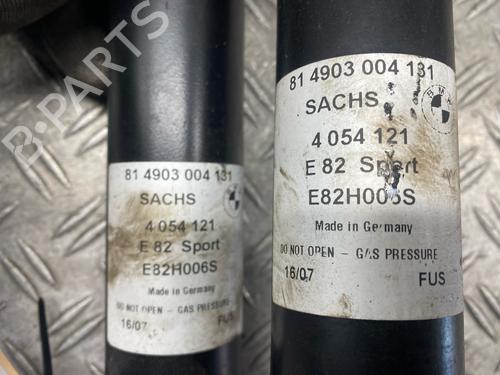 B-PARTS
81 4903 004 131
SACHS
4 054 121
E 82 Sport
E82H006S
Made in Germany
DO NOT OPEN - GAS PRESSURE
16/07 FUS
81 4903 004 131
BMW
SACHS
4 054 121
E 82 Sport
E82H006S
Made in Germany
DO NOT OPEN - GAS PRESSURE
16/07 FUS